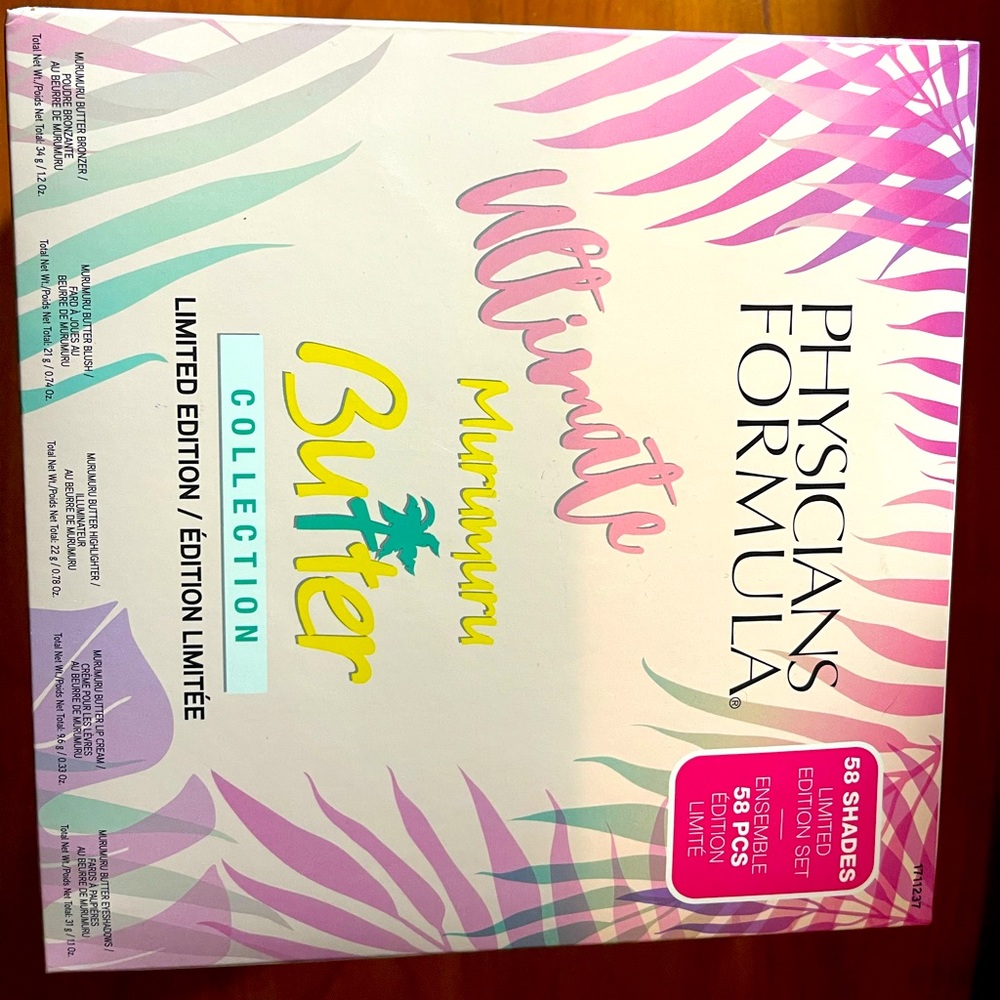 PHYSICIANS
FORMULA®
58 SHADES
LIMITED
EDITION SET
ENSEMBLE
58 PCS
ÉDITION
LIMITÉ
1711237
Ultimate
Murumuru
Butter
COLLECTION
LIMITED EDITION / ÉDITION LIMITÉE
MURUMURU BUTTER BRONZER /
POUDRE BRONZANTE
AU BEURRE DE MURUMURU
Total Net Wt./Poids Net Total: 34 g / 1.2 Oz.
MURUMURU BUTTER BLUSH /
FARD À JOUES AU
BEURRE DE MURUMURU
Total Net Wt./Poids Net Total: 21 g / 0.74 Oz.
MURUMURU BUTTER HIGHLIGHTER /
ILLUMINATEUR
AU BEURRE DE MURUMURU
Total Net Wt./Poids Net Total: 22 g / 0.78 Oz.
MURUMURU BUTTER LIP CREAM /
CRÈME POUR LES LÈVRES
AU BEURRE DE MURUMURU
Total Net Wt./Poids Net Total: 9.6 g / 0.33 Oz.
MURUMURU BUTTER EYESHADOWS /
FARDS À PAUPIÈRES
AU BEURRE DE MURUMURU
Total Net Wt./Poids Net Total: 31 g / 1.1 Oz.